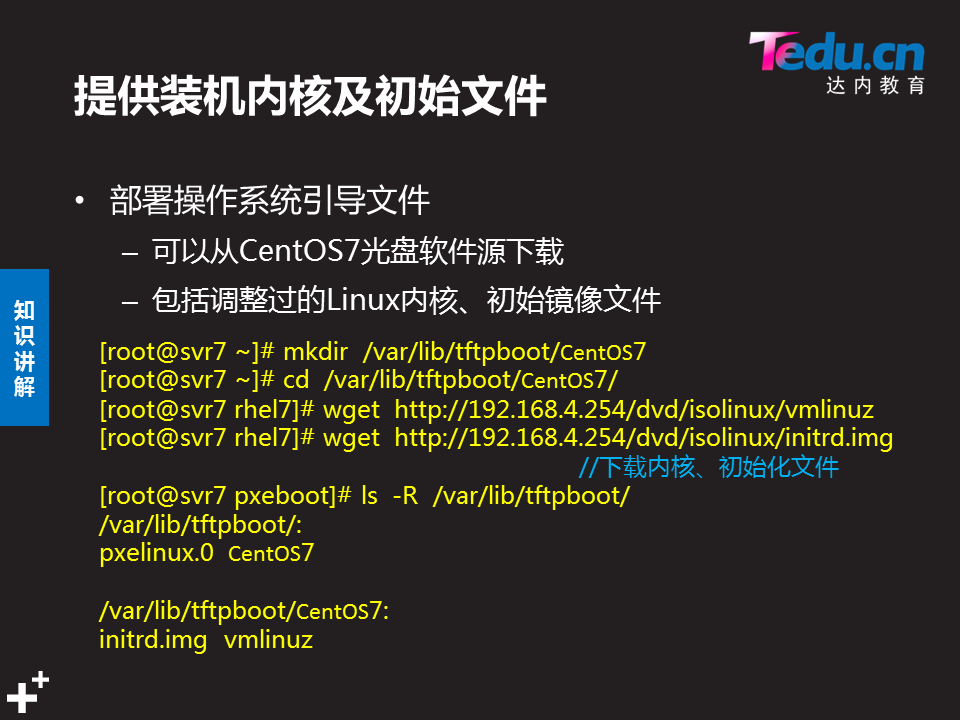 Tedu.cn
达内教育
提供装机内核及初始文件
• 部署操作系统引导文件
– 可以从CentOS7光盘软件源下载
– 包括调整过的Linux内核、初始镜像文件
知识讲解
[root@svr7 ~]# mkdir /var/lib/tftpboot/CentOS7
[root@svr7 ~]# cd /var/lib/tftpboot/CentOS7/
[root@svr7 rhel7]# wget http://192.168.4.254/dvd/isolinux/vmlinuz
[root@svr7 rhel7]# wget http://192.168.4.254/dvd/isolinux/initrd.img
//下载内核、初始化文件
[root@svr7 pxeboot]# ls -R /var/lib/tftpboot/
/var/lib/tftpboot/:
pxelinux.0 CentOS7
/var/lib/tftpboot/CentOS7:
initrd.img vmlinuz